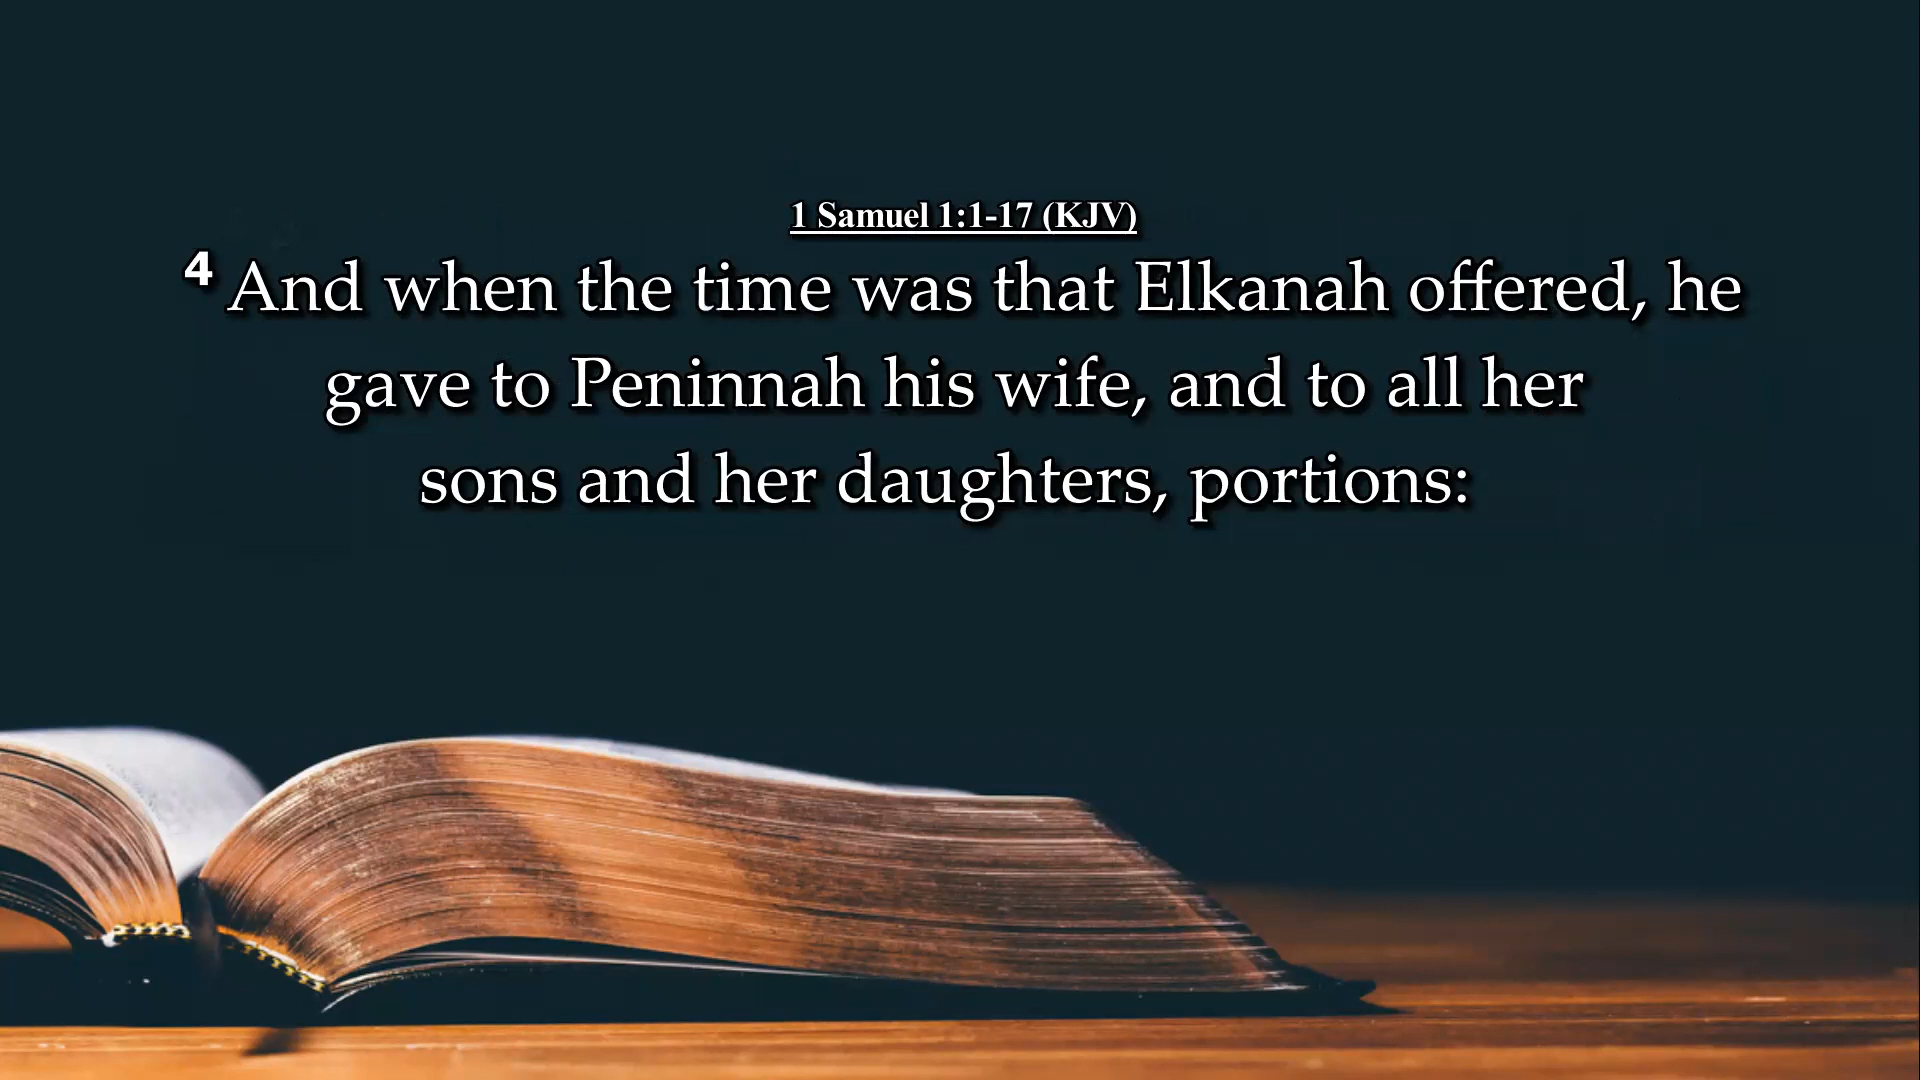 1 Samuel 1:1-17 (KJV)
4 And when the time was that Elkanah offered, he
gave to Peninnah his wife, and to all her
sons and her daughters, portions: